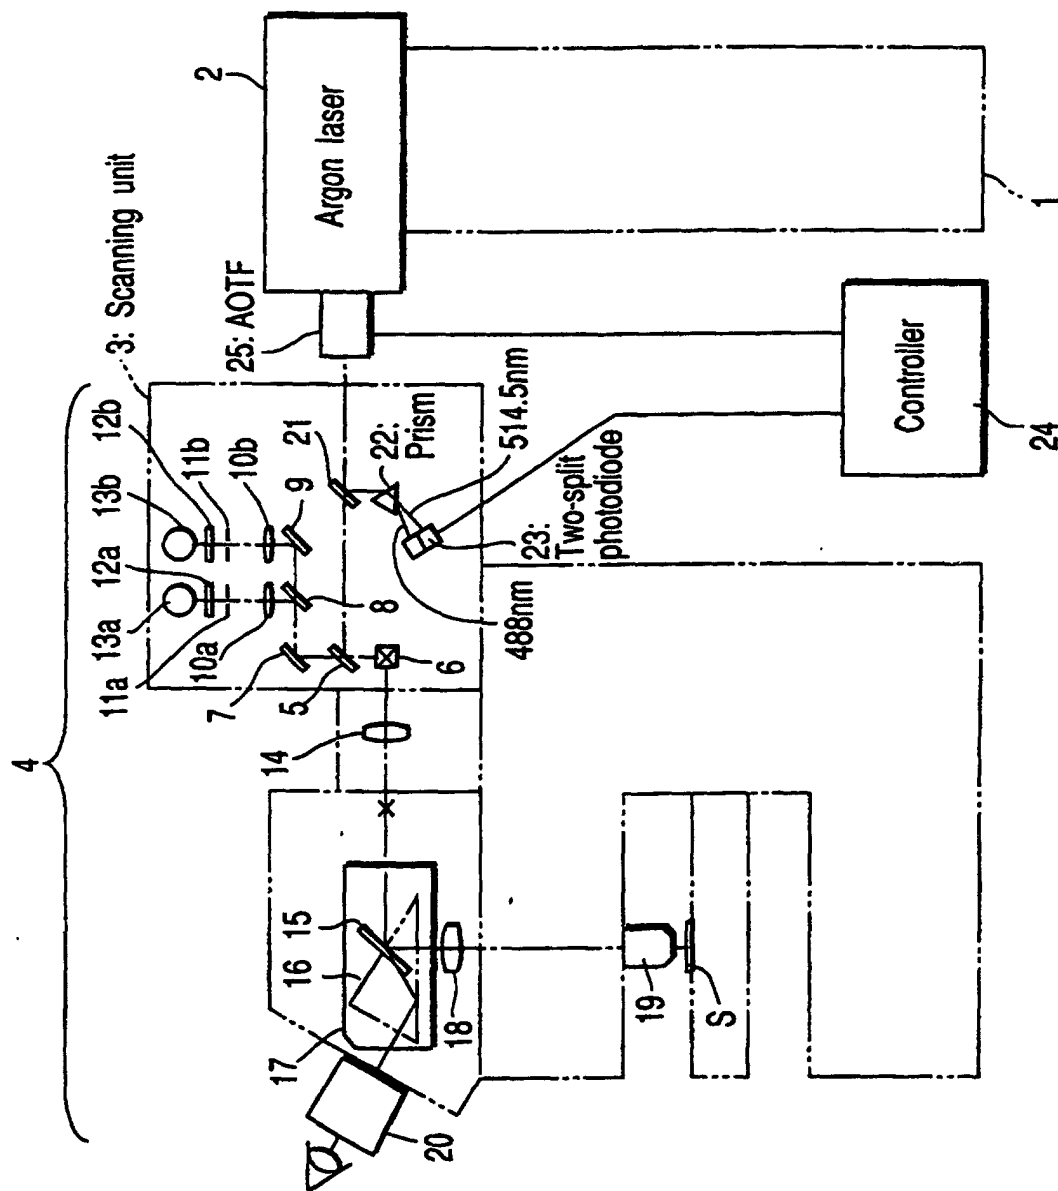 4
3: Scanning unit
2
13a
12a
13b
12b
11a
11b
10a
10b
7
9
25: AOTF
Argon laser
5
8
21
14
6
22: Prism
488nm
514.5nm
23:
Two-split
photodiode
15
16
17
18
20
19
S
Controller
24
1